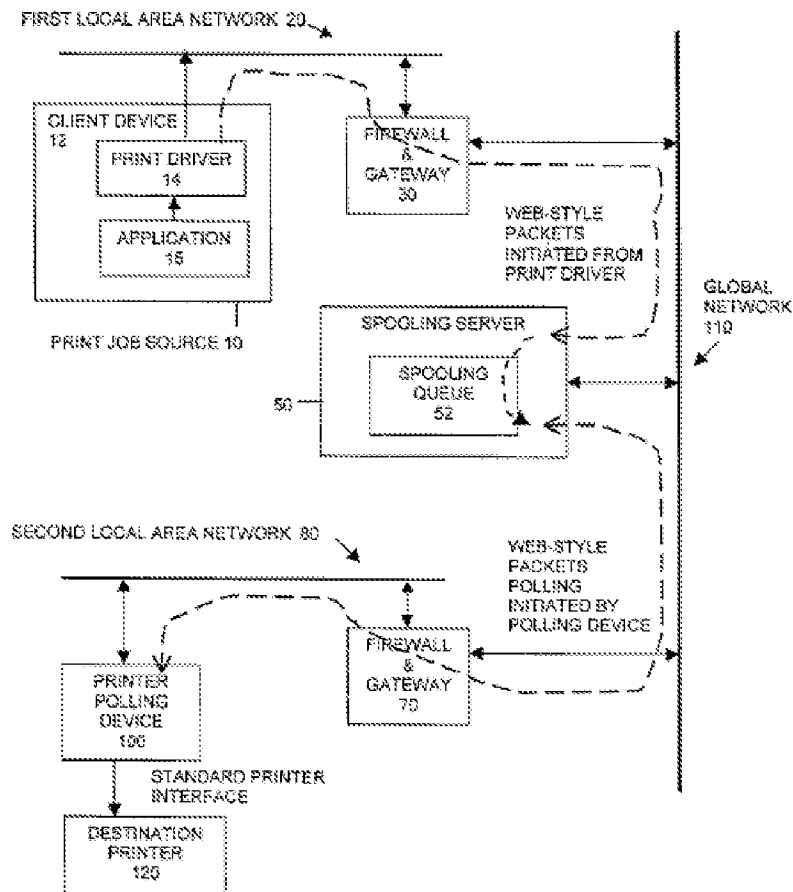 FIRST LOCAL AREA NETWORK 20
CLIENT DEVICE
12
PRINT DRIVER
14
APPLICATION
15
PRINT JOB SOURCE 10
FIREWALL
&
GATEWAY
30
WEB-STYLE
PACKETS
INITIATED FROM
PRINT DRIVER
GLOBAL
NETWORK
110
SPOOLING SERVER
SPOOLING
QUEUE
52
50
SECOND LOCAL AREA NETWORK 80
WEB-STYLE
PACKETS
POLLING
INITIATED BY
POLLING DEVICE
FIREWALL
&
GATEWAY
70
PRINTER
POLLING
DEVICE
100
STANDARD PRINTER
INTERFACE
DESTINATION
PRINTER
120